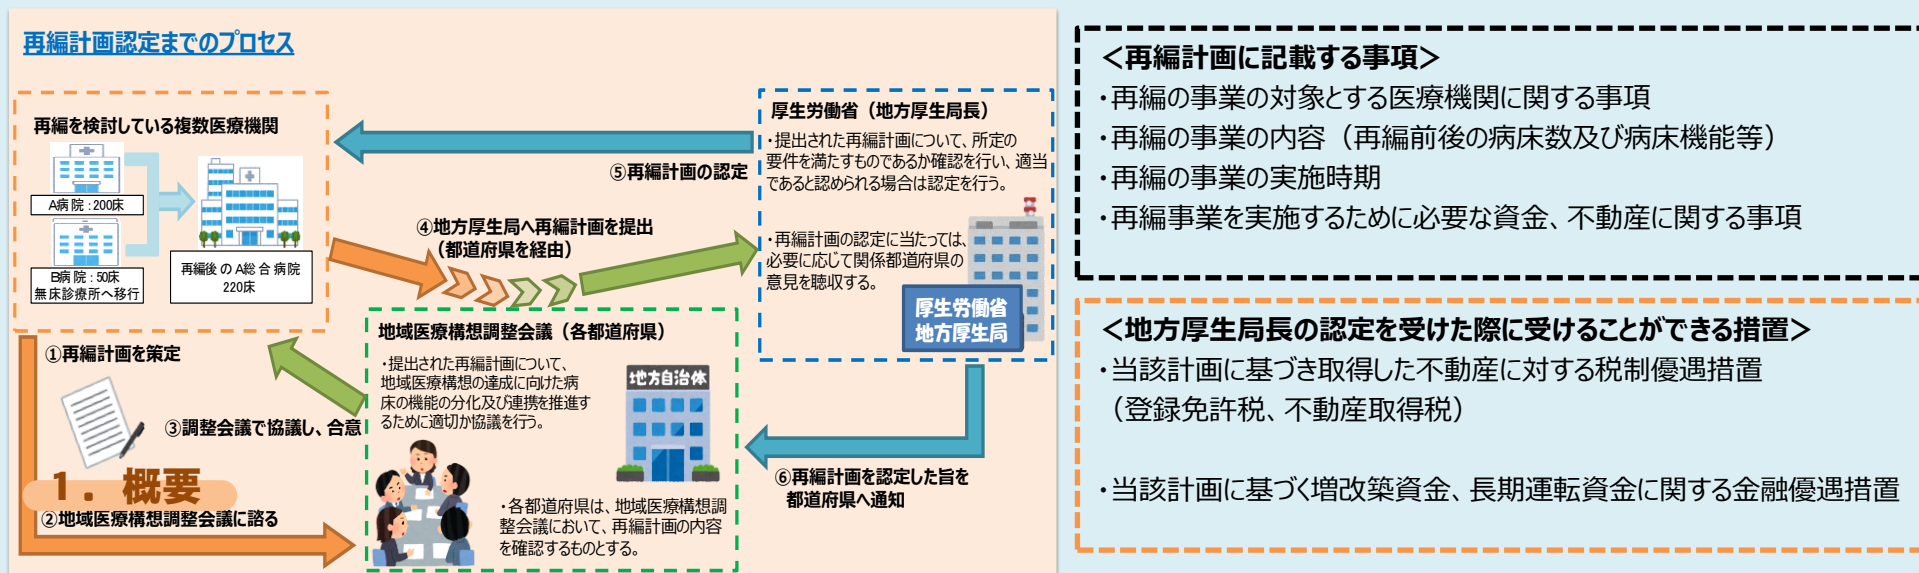 再編計画認定までのプロセス
再編を検討している複数医療機関
A病院：200床
B病院：50床
無床診療所へ移行
再編後のA総合病院
220床
①再編計画を策定
③調整会議で協議し、合意
1．概要
②地域医療構想調整会議に諮る
⑤再編計画の認定
④地方厚生局へ再編計画を提出
（都道府県を経由）
地域医療構想調整会議（各都道府県）
・提出された再編計画について、
地域医療構想の達成に向けた病
床の機能の分化及び連携を推進す
るために適切か協議を行う。
地方自治体
・各都道府県は、地域医療構想調
整会議において、再編計画の内容
を確認するものとする。
厚生労働省（地方厚生局長）
・提出された再編計画について、所定の
要件を満たすものであるか確認を行い、適当
であると認められる場合は認定を行う。
・再編計画の認定に当たっては、
必要に応じて関係都道府県の
意見を聴収する。
厚生労働省
地方厚生局
⑥再編計画を認定した旨を
都道府県へ通知
＜再編計画に記載する事項＞
・再編の事業の対象とする医療機関に関する事項
・再編の事業の内容（再編前後の病床数及び病床機能等）
・再編の事業の実施時期
・再編事業を実施するために必要な資金、不動産に関する事項
＜地方厚生局長の認定を受けた際に受けることができる措置＞
・当該計画に基づき取得した不動産に対する税制優遇措置
（登録免許税、不動産取得税）
・当該計画に基づく増改築資金、長期運転資金に関する金融優遇措置